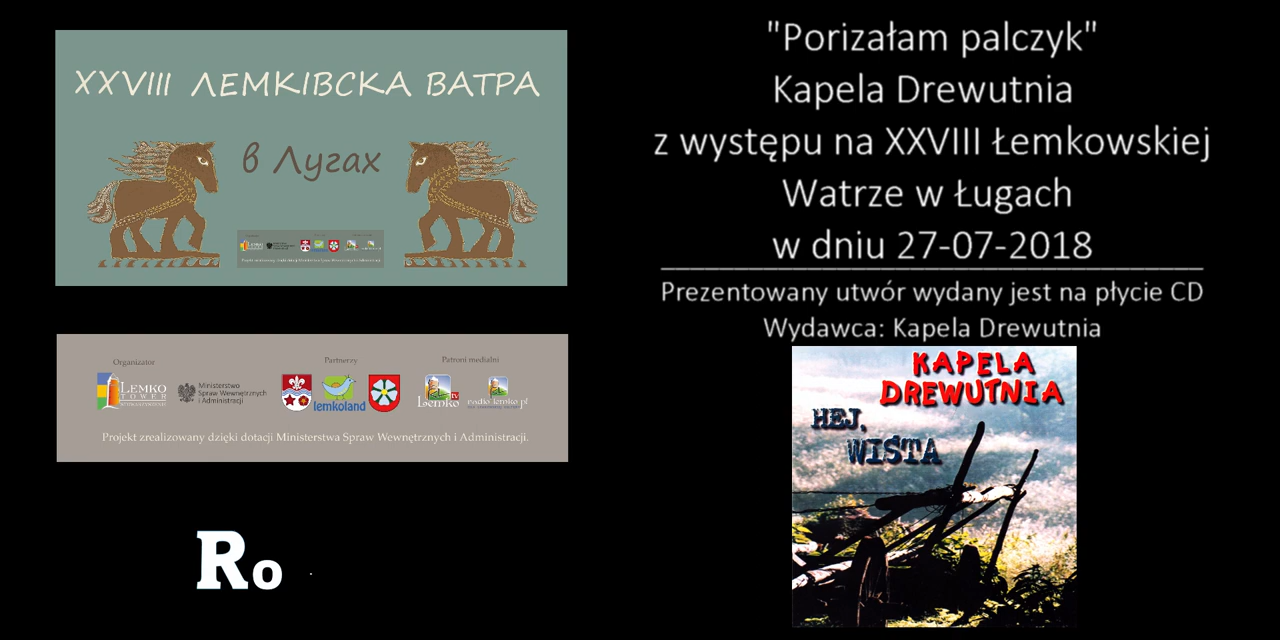 XXVIII ЛЕМКІВСКА ВАТРА
в Лугах
Organizator
Partnerzy
Patroni medialni
LEMKO
TOWER
STOWARZYSZENIE
Ministerstwo
Spraw Wewnętrznych
i Administracji
lemkoland
Lemko tv
radio lemko.pl
Projekt zrealizowany dzięki dotacji Ministerstwa Spraw Wewnętrznych i Administracji.
Ro
"Porizałam palczyk"
Kapela Drewutnia
z występu na XXVIII Łemkowskiej
Watrze w Ługach
w dniu 27-07-2018
Prezentowany utwór wydany jest na płycie CD
Wydawca: Kapela Drewutnia
KAPELA
DREWUTNIA
HEJ,
WIŚTA